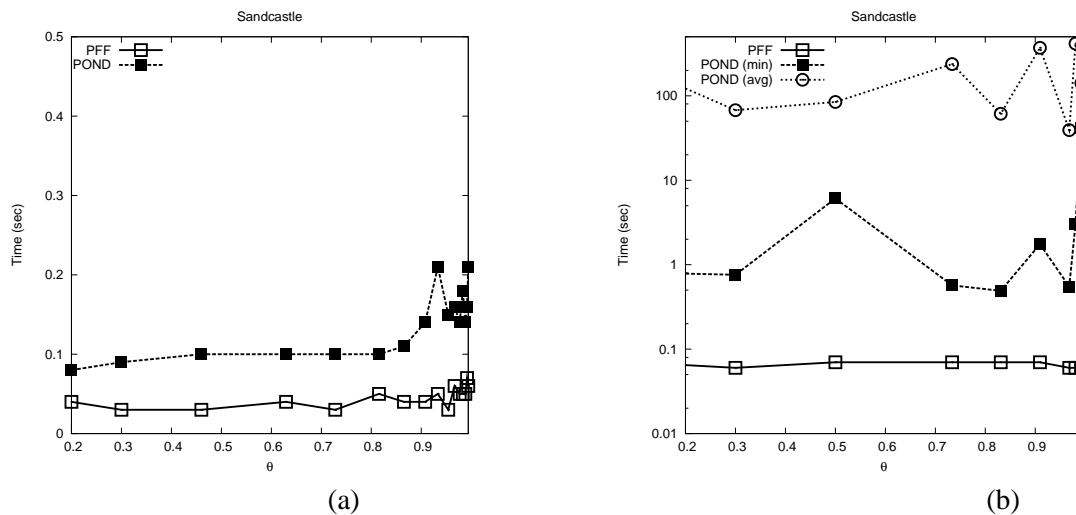 Sandcastle
0.5
0.4
0.3
0.2
0.1
0
Time (sec)
PFF
POND
0.2 0.3 0.4 0.5 0.6 0.7 0.8 0.9
θ
(a)
Sandcastle
100
10
1
0.1
0.01
Time (sec)
PFF
POND (min)
POND (avg)
0.2 0.3 0.4 0.5 0.6 0.7 0.8 0.9
θ
(b)